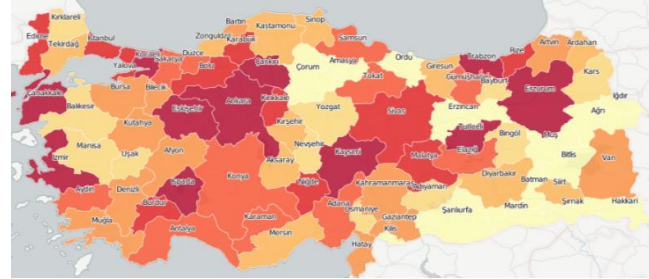 Kırklareli
Edirne
Tekirdağ
İstanbul
Kocaeli
Yalova
Sakarya
Düzce
Bolu
Zonguldak
Bartın
Karabük
Kastamonu
Sinop
Samsun
Çankırı
Çorum
Amasya
Tokat
Ordu
Giresun
Gümüşhane
Trabzon
Bayburt
Rize
Artvin
Ardahan
Kars
Iğdır
Ağrı
Erzurum
Erzincan
Tunceli
Bingöl
Muş
Bitlis
Van
Hakkari
Şırnak
Siirt
Batman
Mardin
Diyarbakır
Elazığ
Malatya
Adıyaman
Şanlıurfa
Gaziantep
Kilis
Hatay
Osmaniye
Kahramanmaraş
Adana
Mersin
Niğde
Kayseri
Sivas
Yozgat
Nevşehir
Kırşehir
Kırıkkale
Ankara
Aksaray
Konya
Karaman
Antalya
Isparta
Burdur
Afyon
Eskişehir
Bilecik
Kütahya
Bursa
Balıkesir
Çanakkale
Manisa
İzmir
Uşak
Aydın
Denizli
Muğla